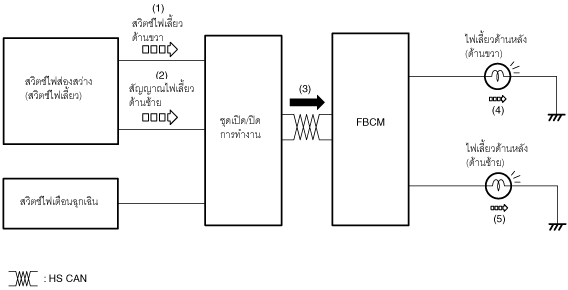 (1)
สวิตช์ไฟเลี้ยว
ด้านขวา
(2)
สัญญาณไฟเลี้ยว
ด้านซ้าย
สวิตช์ไฟส่องสว่าง
(สวิตช์ไฟเลี้ยว)
สวิตช์ไฟเตือนฉุกเฉิน
ชุดเปิด/ปิด
การทำงาน
(3)
FBCM
ไฟเลี้ยวด้านหลัง
(ด้านขวา)
(4)
ไฟเลี้ยวด้านหลัง
(ด้านซ้าย)
(5)
: HS CAN